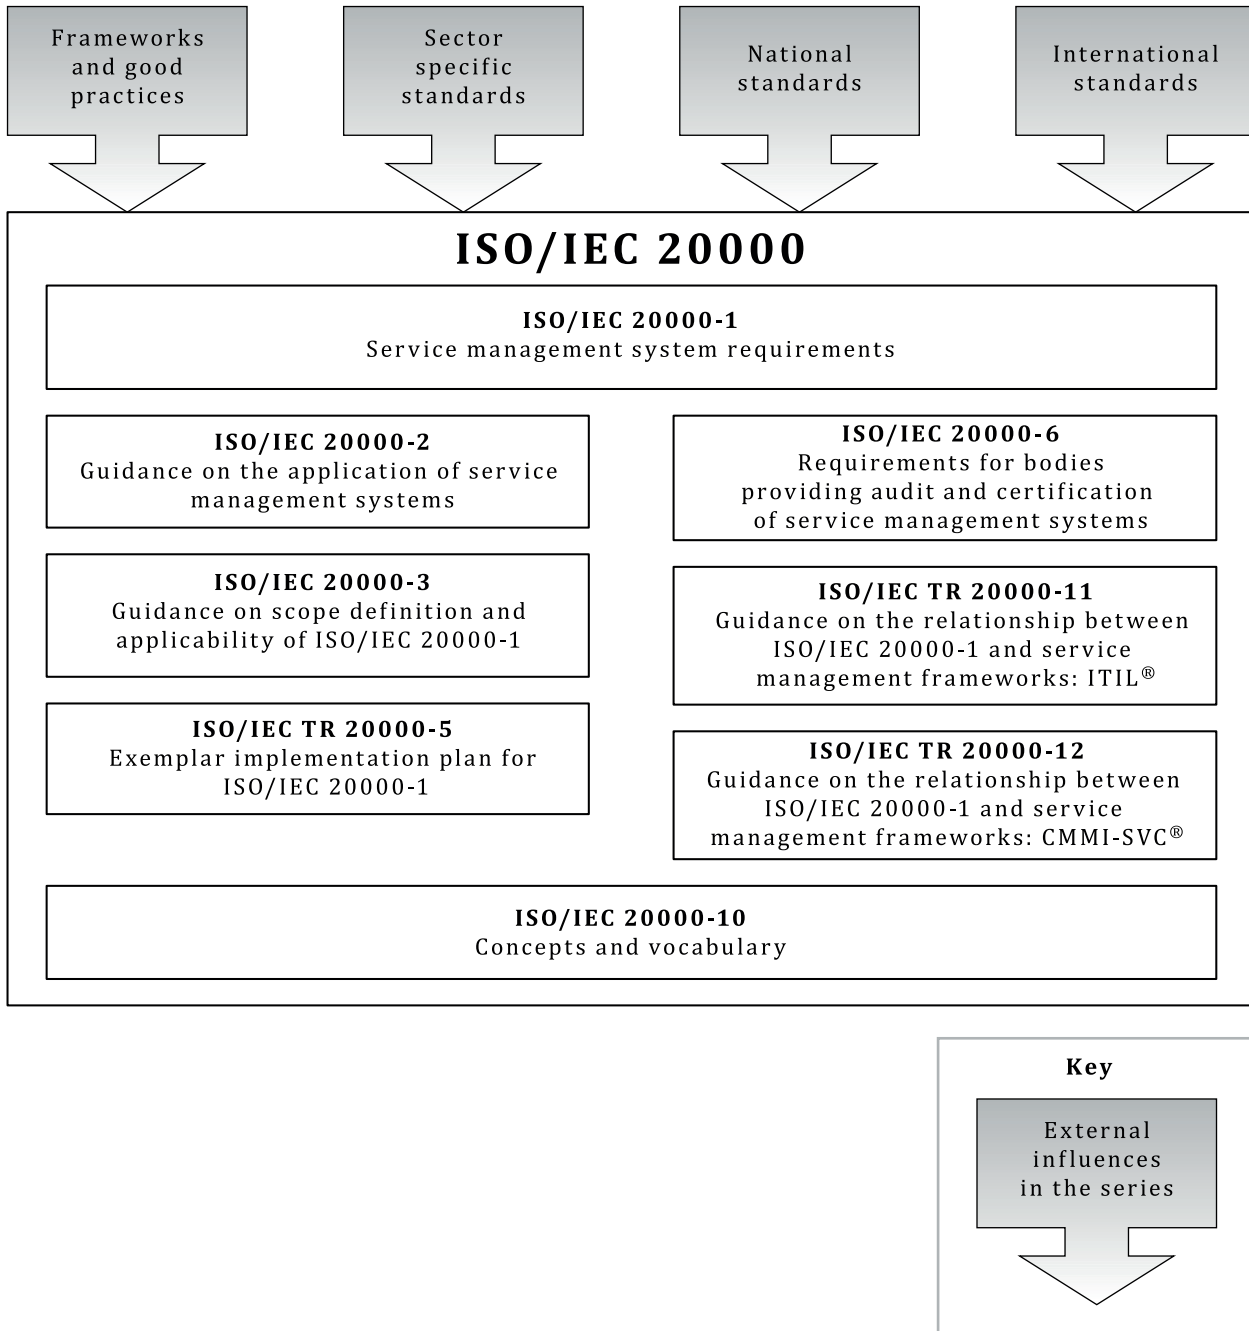 Frameworks
and good
practices
Sector
specific
standards
National
standards
International
standards
ISO/IEC 20000
ISO/IEC 20000-1
Service management system requirements
ISO/IEC 20000-2
Guidance on the application of service
management systems
ISO/IEC 20000-3
Guidance on scope definition and
applicability of ISO/IEC 20000-1
ISO/IEC TR 20000-5
Exemplar implementation plan for
ISO/IEC 20000-1
ISO/IEC 20000-6
Requirements for bodies
providing audit and certification
of service management systems
ISO/IEC TR 20000-11
Guidance on the relationship between
ISO/IEC 20000-1 and service
management frameworks: ITIL®
ISO/IEC TR 20000-12
Guidance on the relationship between
ISO/IEC 20000-1 and service
management frameworks: CMMI-SVC®
ISO/IEC 20000-10
Concepts and vocabulary
Key
External
influences
in the series